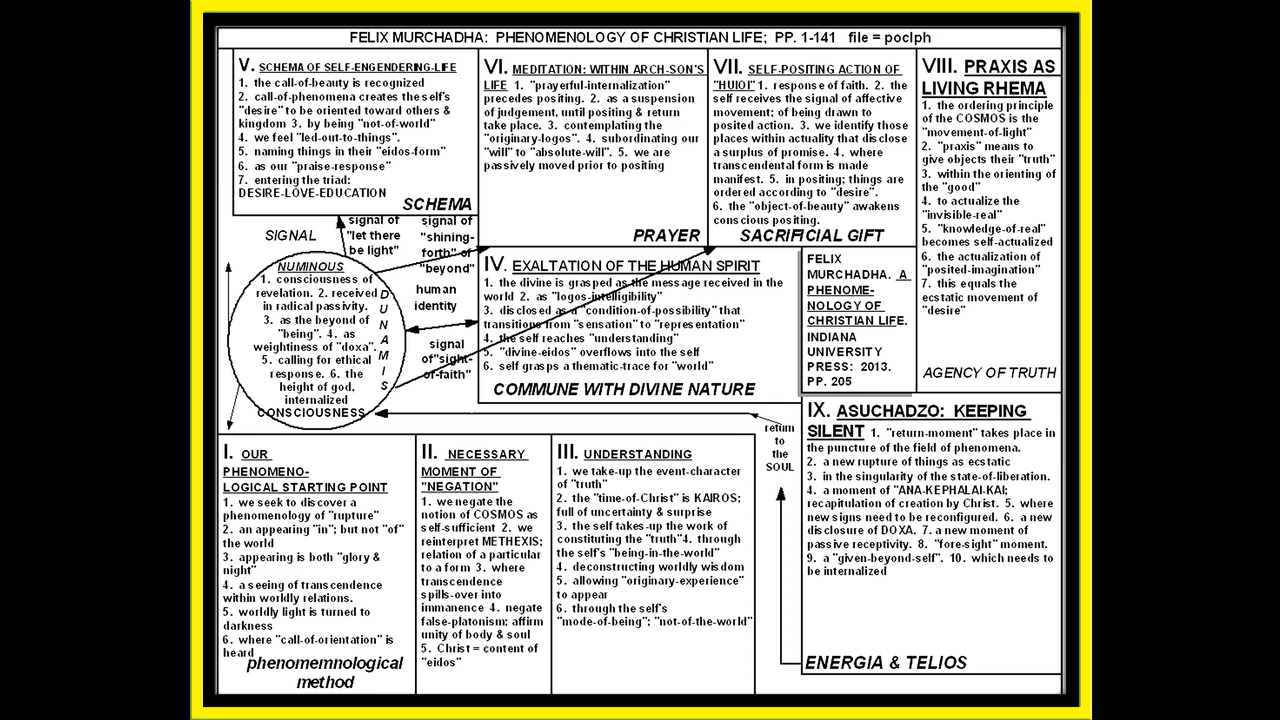 FELIX MURCHADHA: PHENOMENOLOGY OF CHRISTIAN LIFE; PP. 1-141 file = poclph
V. SCHEMA OF SELF-ENGENDERING-LIFE
1. the call-of-beauty is recognized
2. call-of-phenomena creates the self's
"desire" to be oriented toward others &
kingdom 3. by being "not-of-world"
4. we feel "led-out-to-things".
5. naming things in their "eidos-form"
6. as our "praise-response"
7. entering the triad:
DESIRE-LOVE-EDUCATION
SCHEMA
VI. MEDITATION: WITHIN ARCH-SON'S
LIFE 1. "prayerful-internalization"
precedes positing. 2. as a suspension
of judgement, until positing & return
take place. 3. contemplating the
"originary-logos". 4. subordinating our
"will" to "absolute-will". 5. we are
passively moved prior to positing
PRAYER
VII. SELF-POSITING ACTION OF
"HUIOI" 1. response of faith. 2. the
self receives the signal of affective
movement; of being drawn to
posited action. 3. we identify those
places within actuality that disclose
a surplus of promise. 4. where
transcendental form is made
manifest. 5. in positing; things are
ordered according to "desire".
6. the "object-of-beauty" awakens
conscious positing.
SACRIFICIAL GIFT
VIII. PRAXIS AS
LIVING RHEMA
1. the ordering principle
of the COSMOS is the
"movement-of-light"
2. "praxis" means to
give objects their "truth"
3. within the orienting of
the "good"
4. to actualize the
"invisible-real"
5. "knowledge-of-real"
becomes self-actualized
6. the actualization of
"posited-imagination"
7. this equals the
ecstatic movement of
"desire"
AGENCY OF TRUTH
SIGNAL
signal of
"let there
be light"
signal of
"shining-
forth" of
"beyond"
human
identity
signal
of"sight-
of-faith"
NUMINOUS
1. consciousness of
revelation. 2. received
in radical passivity.
3. as the beyond of
"being". 4. as
weightiness of "doxa".
5. calling for ethical
response. 6. the
height of god,
internalized
CONSCIOUSNESS
DUNAMIS
IV. EXALTATION OF THE HUMAN SPIRIT
1. the divine is grasped as the message received in the
world 2. as "logos-intelligibility"
3. disclosed as a "condition-of-possibility" that
transitions from "sensation" to "representation"
4. the self reaches "understanding"
5. "divine-eidos" overflows into the self
6. self grasps a thematic-trace for "world"
COMMUNE WITH DIVINE NATURE
FELIX
MURCHADHA. A
PHENOME-
NOLOGY OF
CHRISTIAN LIFE.
INDIANA
UNIVERSITY
PRESS: 2013.
PP. 205
return
to
the
SOUL
I. OUR
PHENOMENO-
LOGICAL STARTING POINT
1. we seek to discover a
phenomenology of "rupture"
2. an appearing "in"; but not "of"
the world
3. appearing is both "glory &
night"
4. a seeing of transcendence
within worldly relations.
5. worldly light is turned to
darkness
6. where "call-of-orientation" is
heard
phenomemnological
method
II. NECESSARY
MOMENT OF
"NEGATION"
1. we negate the
notion of COSMOS as
self-sufficient 2. we
reinterpret METHEXIS;
relation of a particular
to a form 3. where
transcendence
spills-over into
immanence 4. negate
false-platonism; affirm
unity of body & soul
5. Christ = content of
"eidos"
III. UNDERSTANDING
1. we take-up the event-character
of "truth"
2. the "time-of-Christ" is KAIROS;
full of uncertainty & surprise
3. the self takes-up the work of
constituting the "truth"4. through
the self's "being-in-the-world"
4. deconstructing worldly wisdom
5. allowing "originary-experience"
to appear
6. through the self's
"mode-of-being"; "not-of-the-world"
IX. ASUCHADZO: KEEPING
SILENT 1. "return-moment" takes place in
the puncture of the field of phenomena.
2. a new rupture of things as ecstatic
3. in the singularity of the state-of-liberation.
4. a moment of "ANA-KEPHALAI-KAI;
recapitulation of creation by Christ. 5. where
new signs need to be reconfigured. 6. a new
disclosure of DOXA. 7. a new moment of
passive receptivity. 8. "fore-sight" moment.
9. a "given-beyond-self". 10. which needs to
be internalized
ENERGIA & TELIOS